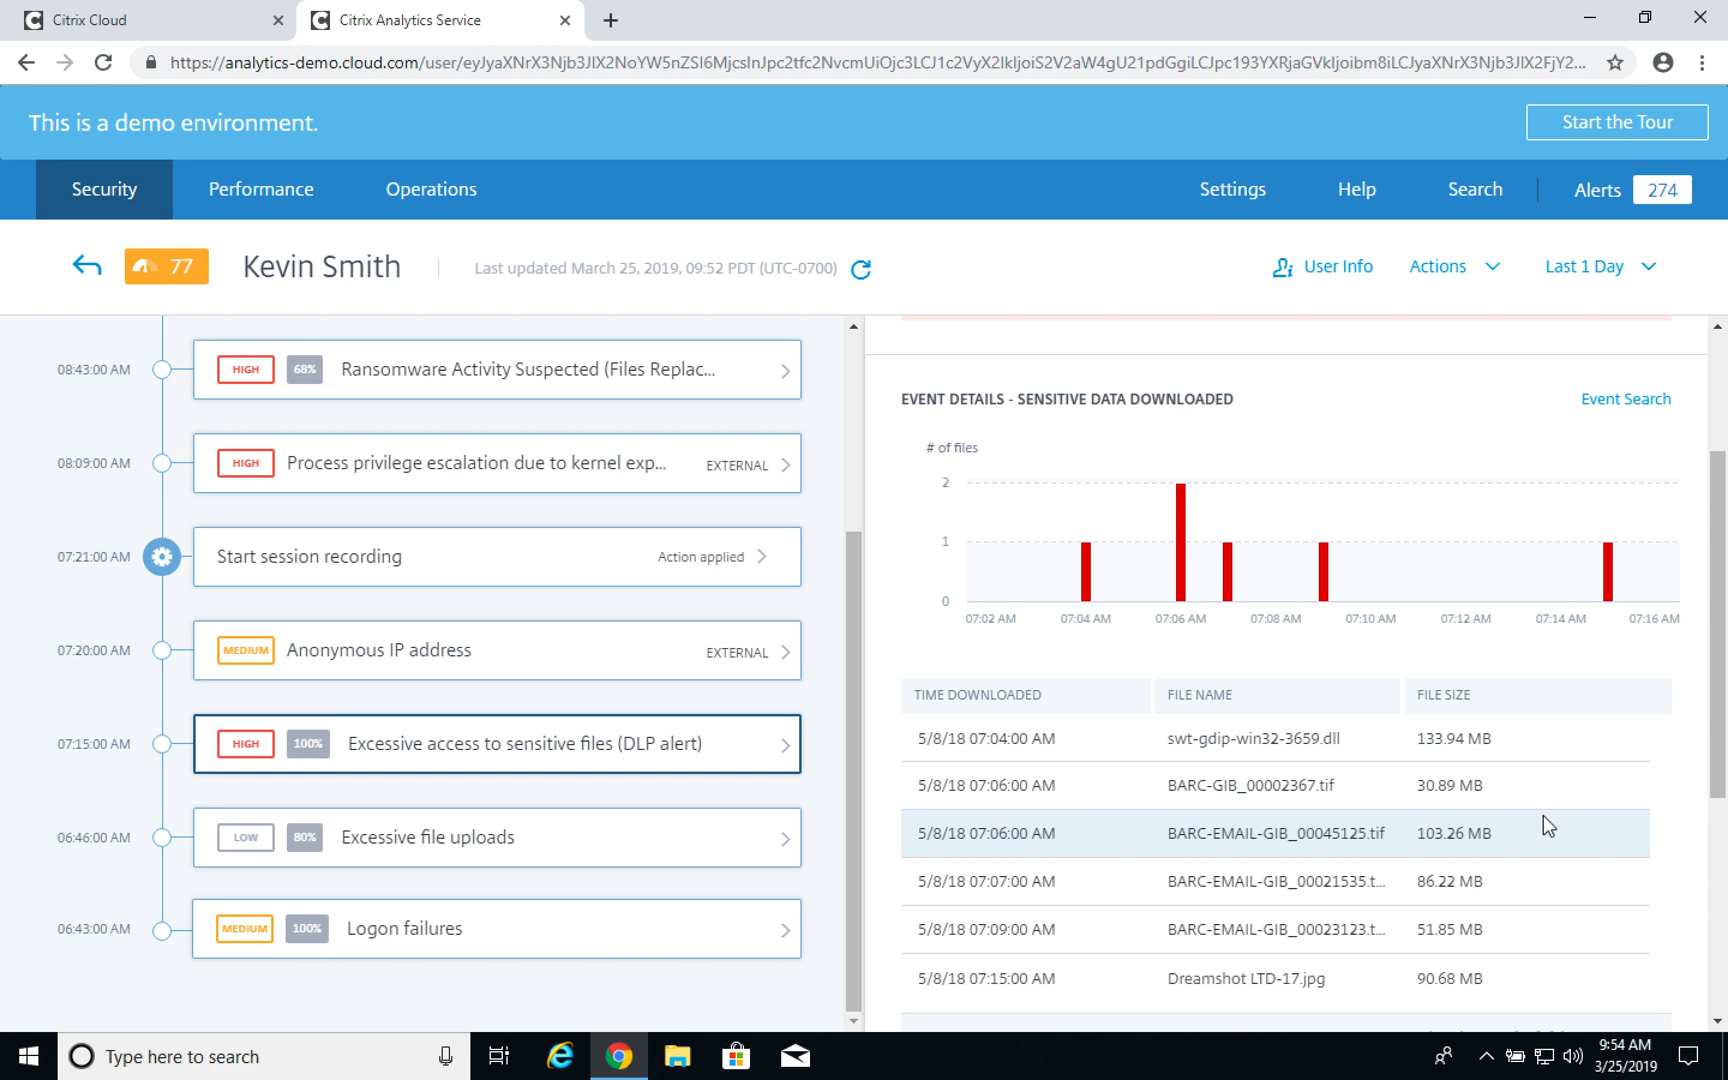 Citrix Cloud
Citrix Analytics Service
This is a demo environment.
Start the Tour
Security Performance Operations Settings Help Search Alerts 274
77 Kevin Smith Last updated March 25, 2019, 09:52 PDT (UTC-0700) User Info Actions Last 1 Day
08:43:00 AM HIGH 68% Ransomware Activity Suspected (Files Replac...
08:09:00 AM HIGH Process privilege escalation due to kernel exp... EXTERNAL
07:21:00 AM Start session recording Action applied
07:20:00 AM MEDIUM Anonymous IP address EXTERNAL
07:15:00 AM HIGH 100% Excessive access to sensitive files (DLP alert)
06:46:00 AM LOW 80% Excessive file uploads
06:43:00 AM MEDIUM 100% Logon failures
EVENT DETAILS - SENSITIVE DATA DOWNLOADED Event Search
# of files
2
1
0
07:02 AM 07:04 AM 07:06 AM 07:08 AM 07:10 AM 07:12 AM 07:14 AM 07:16 AM
TIME DOWNLOADED FILE NAME FILE SIZE
5/8/18 07:04:00 AM swt-gdip-win32-3659.dll 133.94 MB
5/8/18 07:06:00 AM BARC-GIB_00002367.tif 30.89 MB
5/8/18 07:06:00 AM BARC-EMAIL-GIB_00045125.tif 103.26 MB
5/8/18 07:07:00 AM BARC-EMAIL-GIB_00021535.t... 86.22 MB
5/8/18 07:09:00 AM BARC-EMAIL-GIB_00023123.t... 51.85 MB
5/8/18 07:15:00 AM Dreamshot LTD-17.jpg 90.68 MB
Type here to search
9:54 AM
3/25/2019